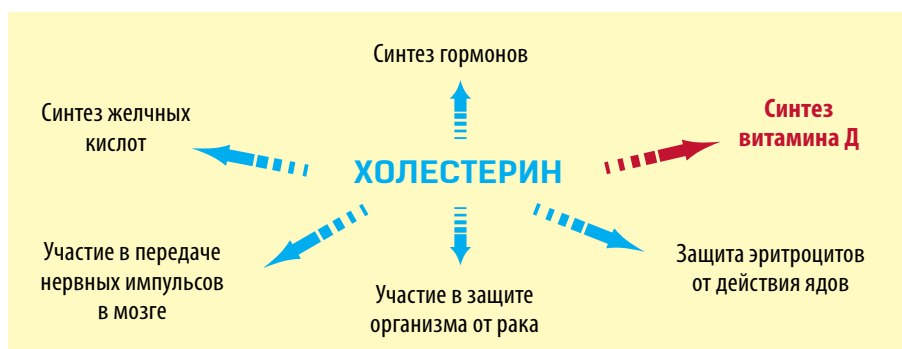 Синтез гормонов
Синтез желчных
кислот
Синтез
витамина Д
ХОЛЕСТЕРИН
Участие в передаче
нервных импульсов
в мозге
Участие в защите
организма от рака
Защита эритроцитов
от действия ядов